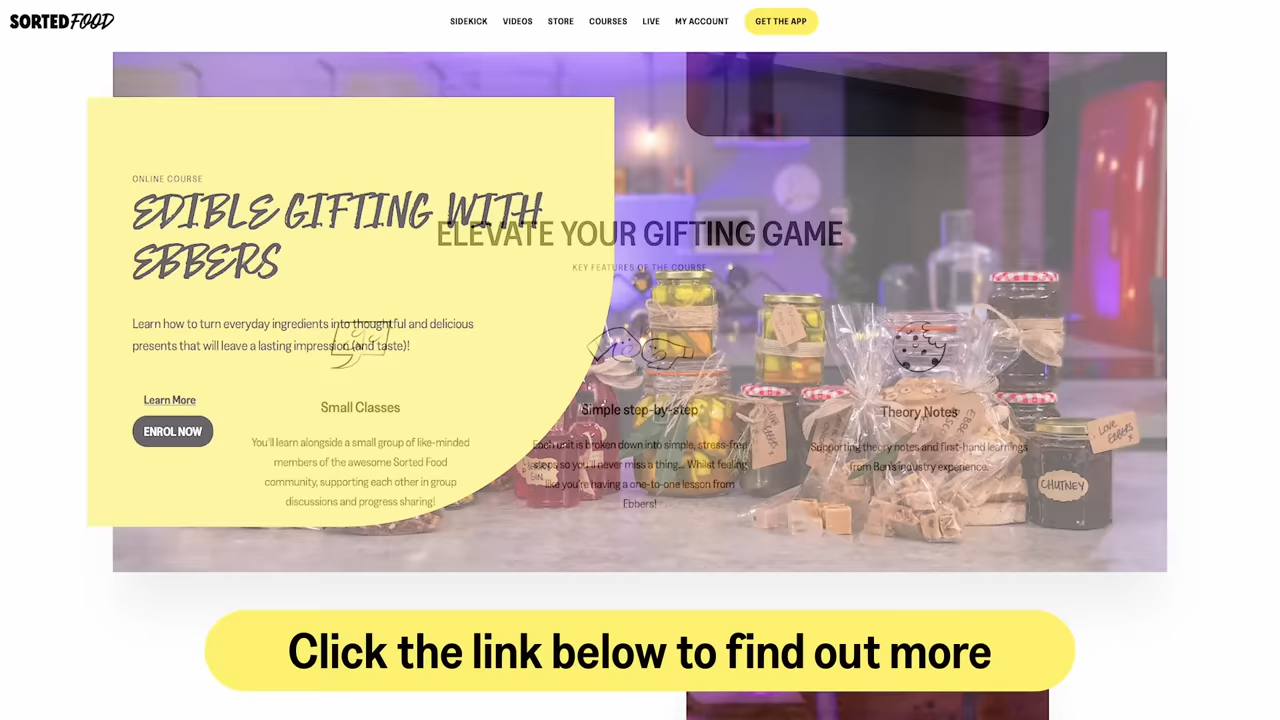 SORTED FOOD
SIDEKICK VIDEOS STORE COURSES LIVE MY ACCOUNT GET THE APP
ONLINE COURSE
EDIBLE GIFTING WITH
EBBERS
Learn how to turn everyday ingredients into thoughtful and delicious
presents that will leave a lasting impression (and taste)!
Learn More
ENROL NOW
ELEVATE YOUR GIFTING GAME
KEY FEATURES OF THE COURSE
Small Classes
You'll learn alongside a small group of like-minded
members of the awesome Sorted Food
community, supporting each other in group
discussions and progress sharing!
Simple step-by-step
Each unit is broken down into simple, stress-free
steps so you'll never miss a thing... Whilst feeling
like you're having a one-to-one lesson from
Ebbers!
Theory Notes
Supporting theory notes and first-hand learnings
from Ben's industry experience.
LOVE
EBBERS
x
CHUTNEY
Click the link below to find out more